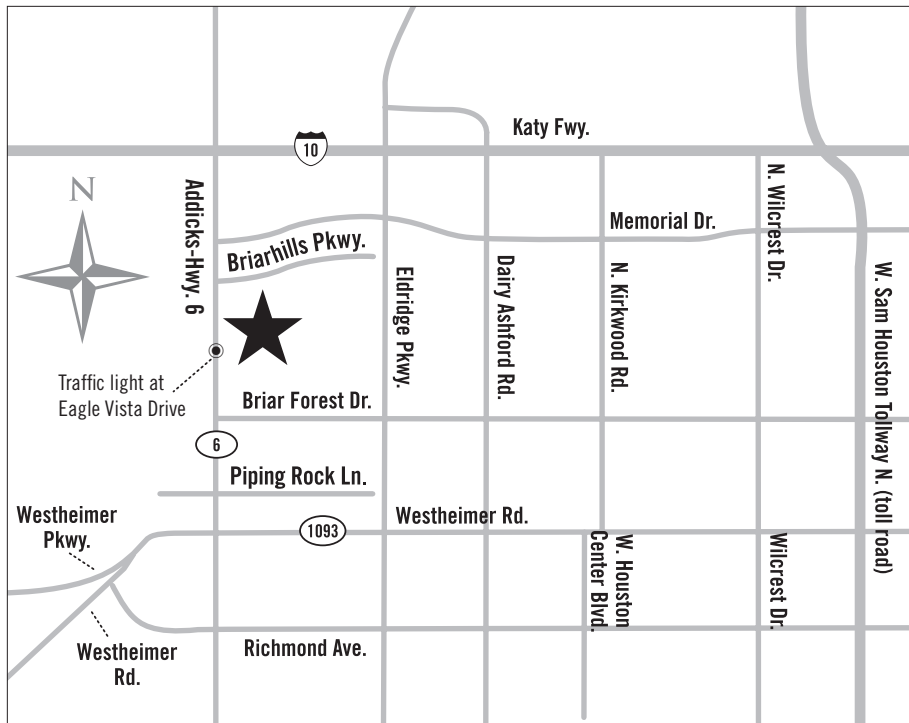 Katy Fwy.
10
N
Addicks-Hwy. 6
Memorial Dr.
N. Wilcrest Dr.
Briarhills Pkwy.
Eldridge Pkwy.
Dairy Ashford Rd.
N. Kirkwood Rd.
W. Sam Houston Tollway N. (toll road)
Traffic light at
Eagle Vista Drive
Briar Forest Dr.
6
Piping Rock Ln.
Westheimer
Pkwy.
1093
Westheimer Rd.
W. Houston
Center Blvd.
Wilcrest Dr.
Westheimer
Rd.
Richmond Ave.